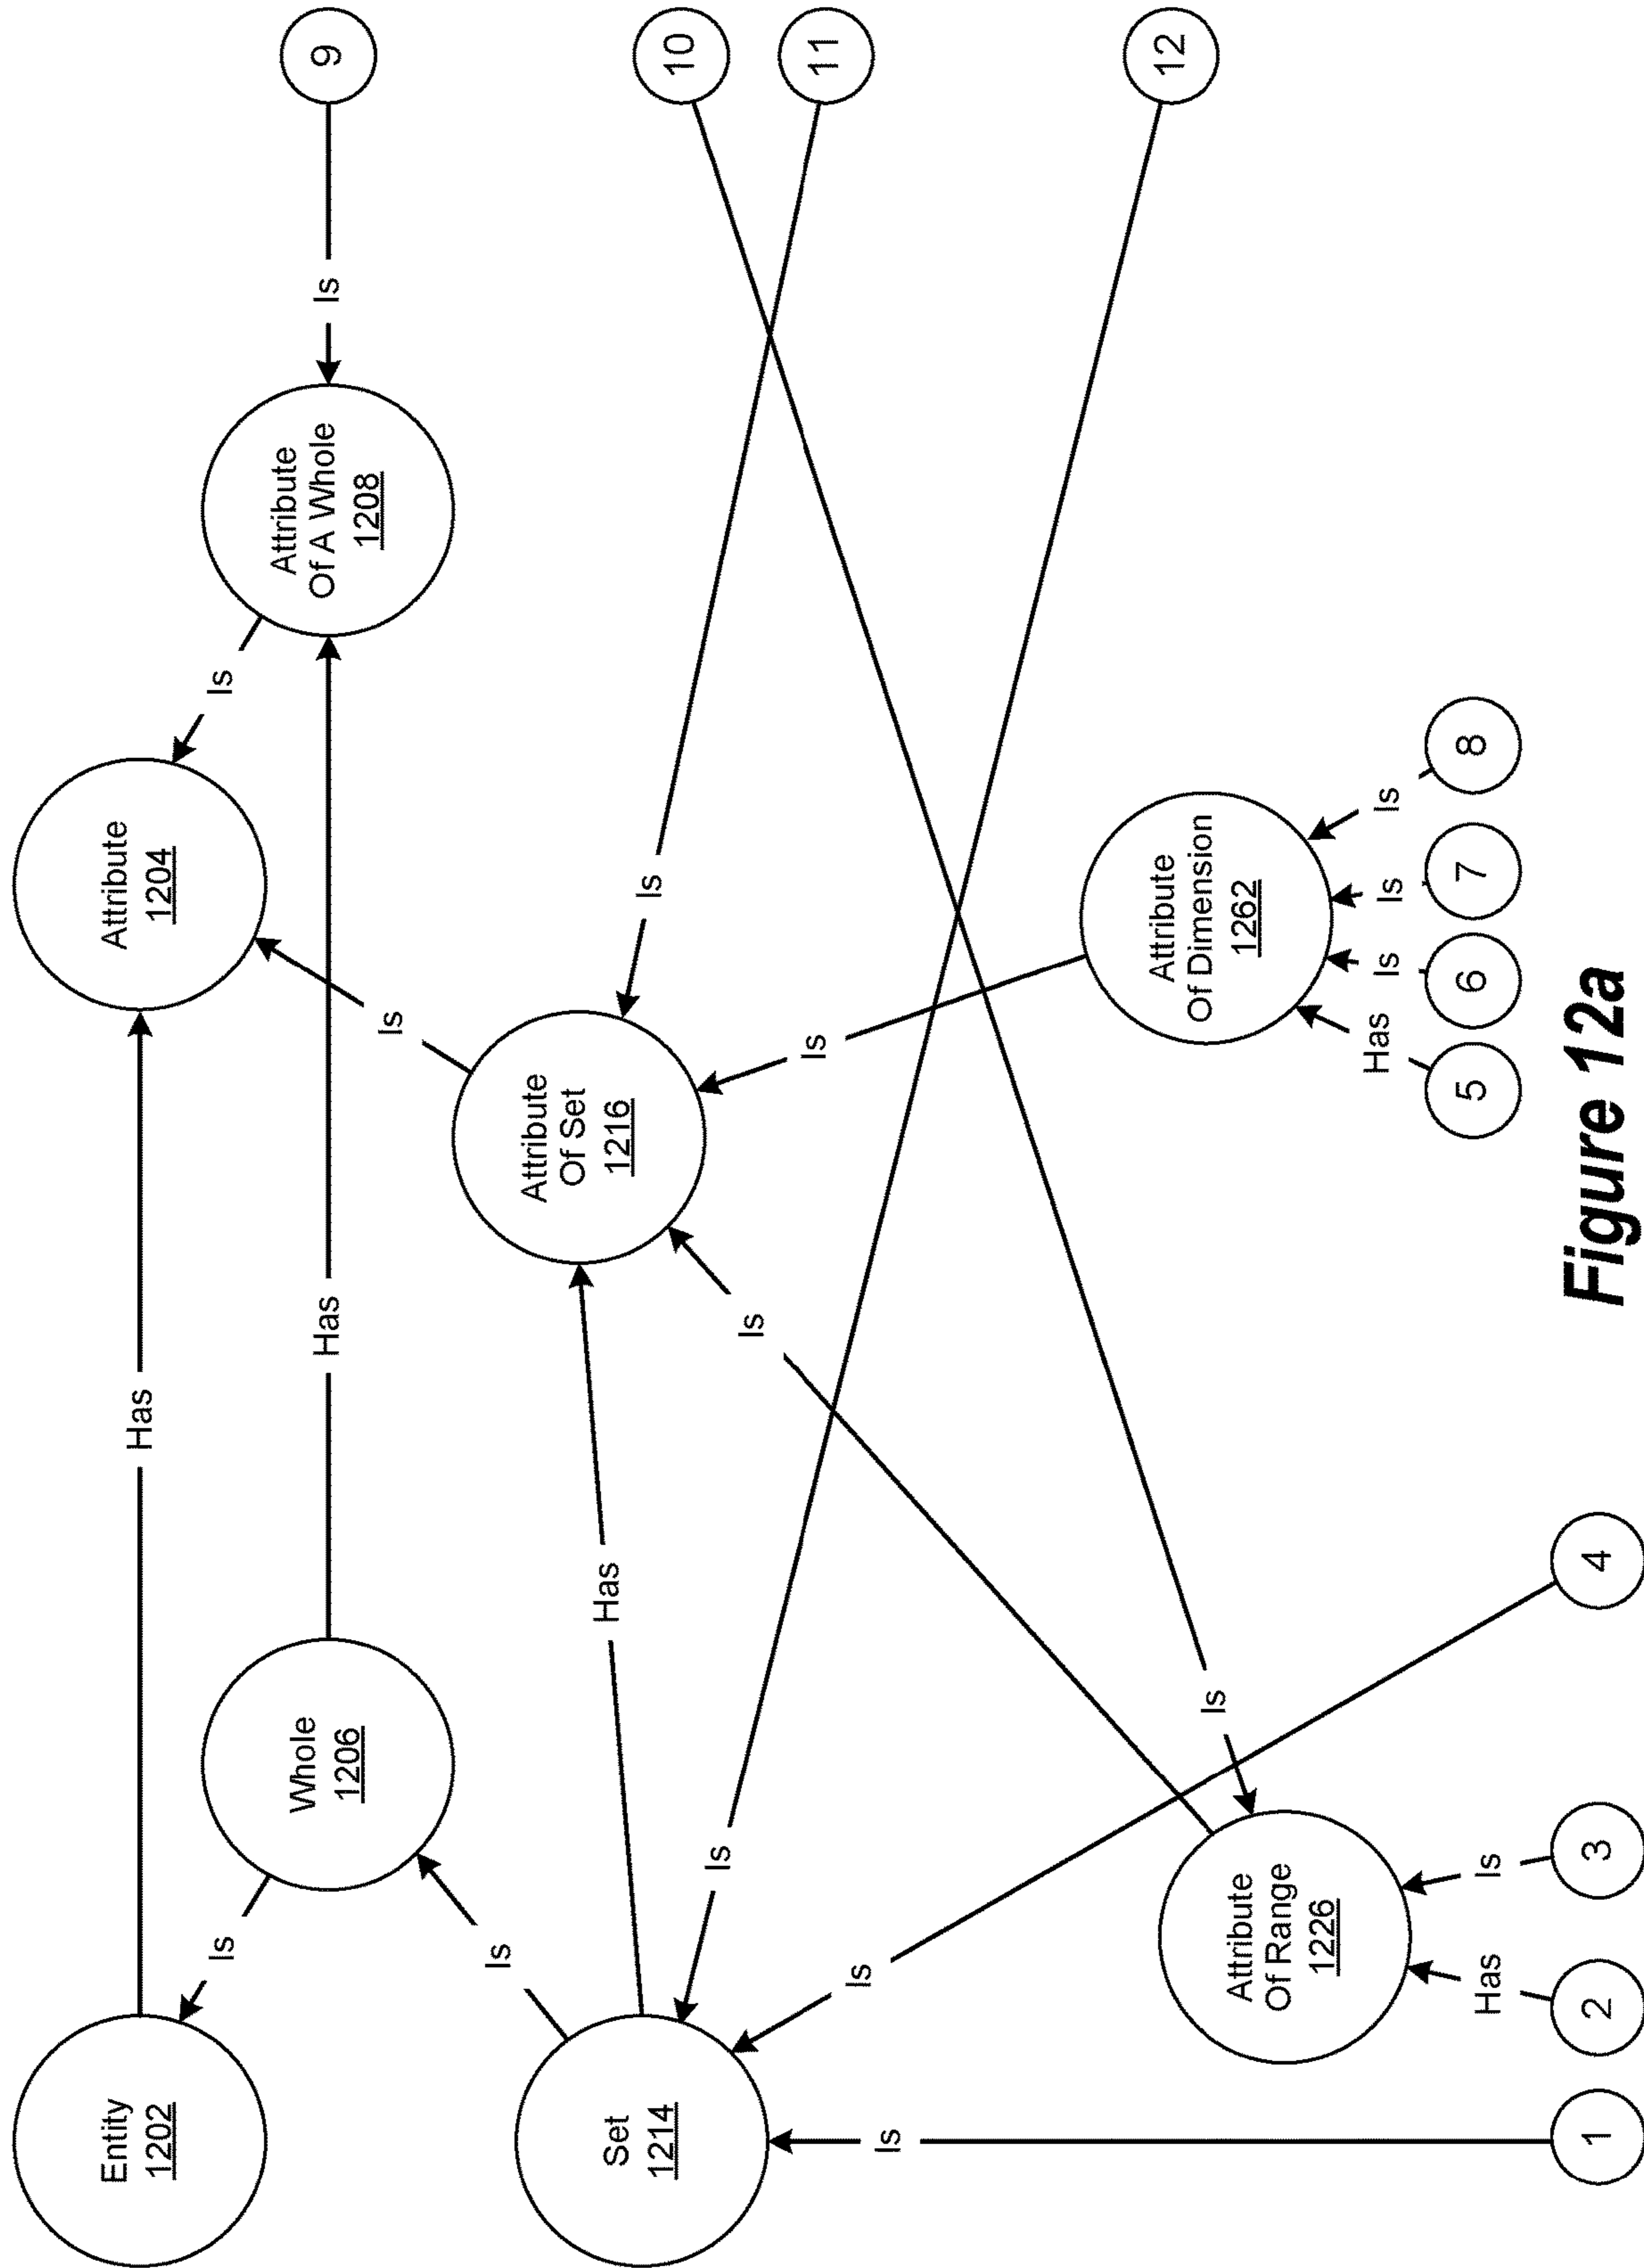 Entity
1202
Has
Attribute
1204
Is
Is
Whole
1206
Has
Attribute
Of A Whole
1208
Is
9
Is
Is
Attribute
Of Set
1216
Has
Set
1214
Is
10
Is
Is
Is
11
Is
Is
12
Attribute
Of Dimension
1262
Is
Attribute
Of Range
1226
Has
Is
Is
Is
5
6
7
8
Has
Is
1
2
3
4
Figure 12a